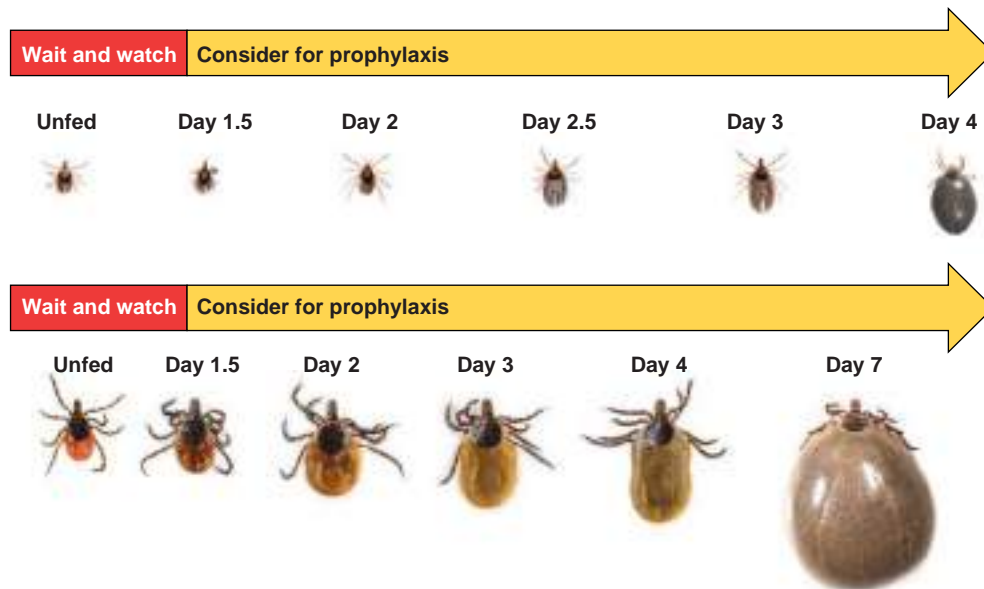 Wait and watch Consider for prophylaxis
Unfed Day 1.5 Day 2 Day 2.5 Day 3 Day 4
Wait and watch Consider for prophylaxis
Unfed Day 1.5 Day 2 Day 3 Day 4 Day 7